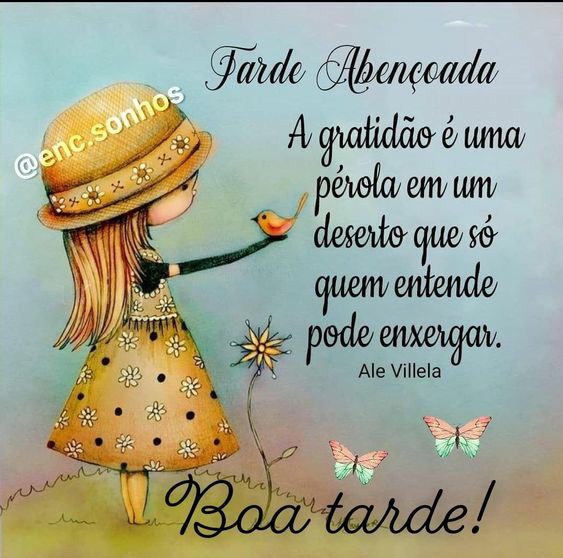 Tarde Abençoada
@enc.sonhos
A gratidão é uma
pérola em um
deserto que só
quem entende
pode enxergar.
Ale Villela
Boa tarde!